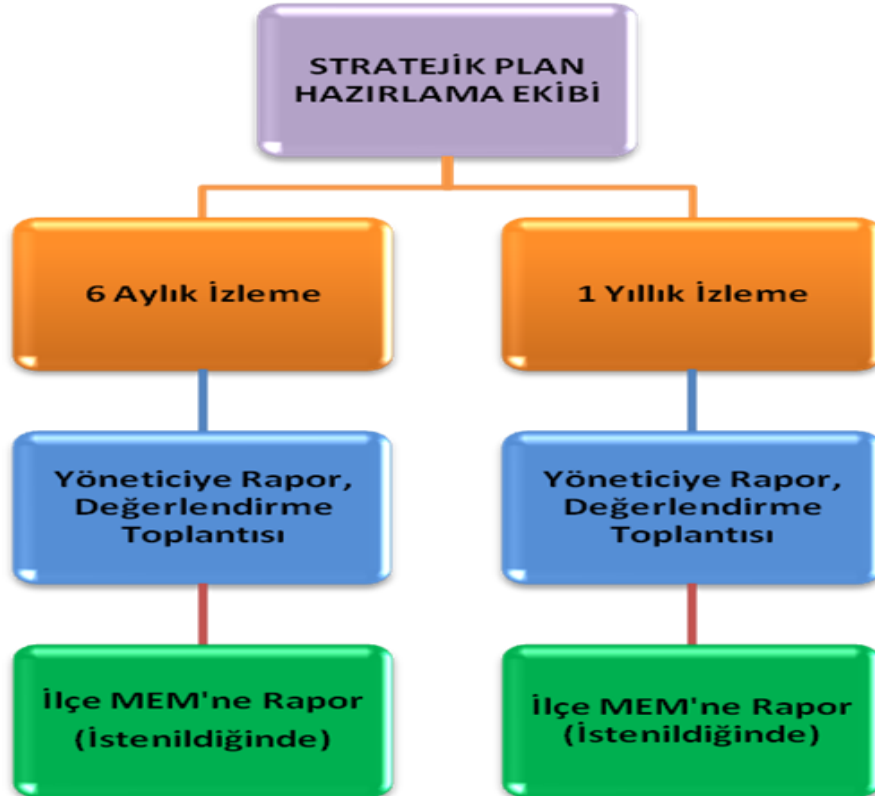 STRATEJİK PLAN
HAZIRLAMA EKİBİ
6 Aylık İzleme
1 Yıllık İzleme
Yöneticiye Rapor,
Değerlendirme
Toplantısı
Yöneticiye Rapor,
Değerlendirme
Toplantısı
İlçe MEM'ne Rapor
(İstenildiğinde)
İlçe MEM'ne Rapor
(İstenildiğinde)